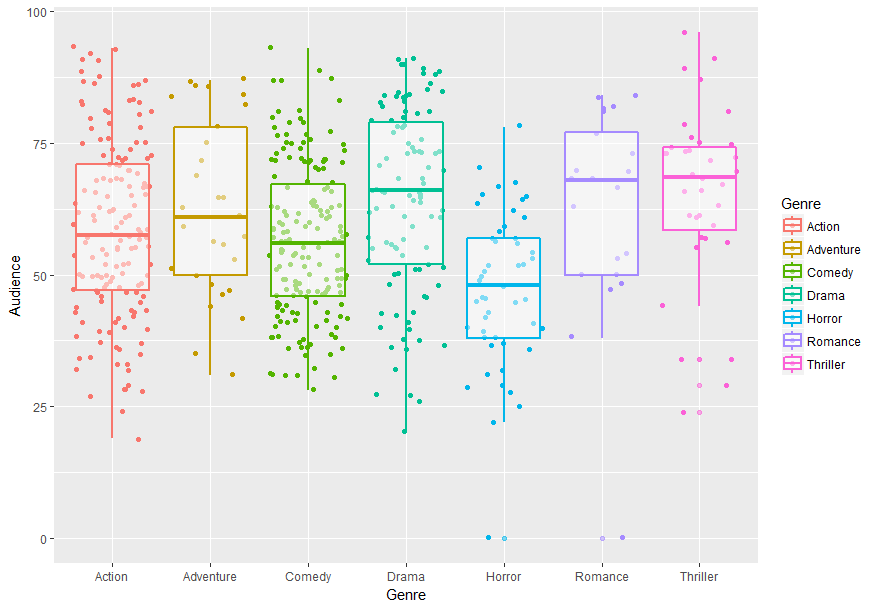 100
75
50
25
0
Audience
Action Adventure Comedy Drama Horror Romance Thriller
Genre
Genre
Action
Adventure
Comedy
Drama
Horror
Romance
Thriller